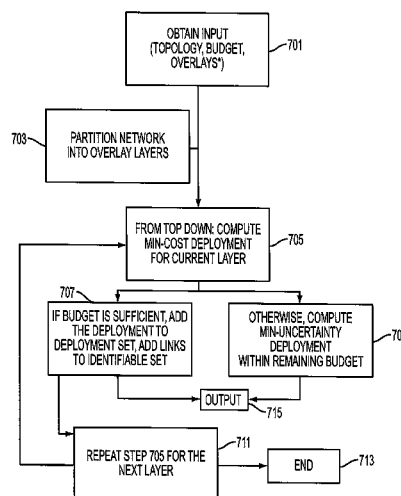 OBTAIN INPUT
(TOPOLOGY, BUDGET,
OVERLAYS*)
701
703
PARTITION NETWORK
INTO OVERLAY LAYERS
FROM TOP DOWN: COMPUTE
MIN-COST DEPLOYMENT
FOR CURRENT LAYER
705
707
IF BUDGET IS SUFFICIENT, ADD
THE DEPLOYMENT TO
DEPLOYMENT SET, ADD LINKS
TO IDENTIFIABLE SET
OTHERWISE, COMPUTE
MIN-UNCERTAINTY
DEPLOYMENT
WITHIN REMAINING BUDGET
OUTPUT
715
REPEAT STEP 705 FOR THE
NEXT LAYER
711
END
713